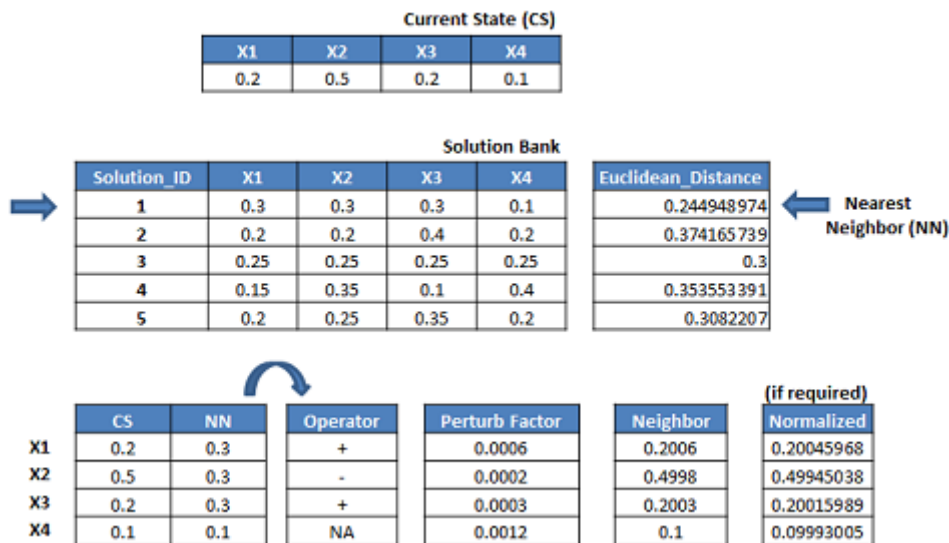 Current State (CS)
X1 X2 X3 X4
0.2 0.5 0.2 0.1
Solution Bank
Solution_ID X1 X2 X3 X4 Euclidean_Distance
1 0.3 0.3 0.3 0.1 0.244948974
Nearest
Neighbor (NN)
2 0.2 0.2 0.4 0.2 0.374165739
3 0.25 0.25 0.25 0.25 0.3
4 0.15 0.35 0.1 0.4 0.353553391
5 0.2 0.25 0.35 0.2 0.3082207
(if required)
CS NN Operator Perturb Factor Neighbor Normalized
X1 0.2 0.3 + 0.0006 0.2006 0.20045968
X2 0.5 0.3 - 0.0002 0.4998 0.49945038
X3 0.2 0.3 + 0.0003 0.2003 0.20015989
X4 0.1 0.1 NA 0.0012 0.1 0.09993005